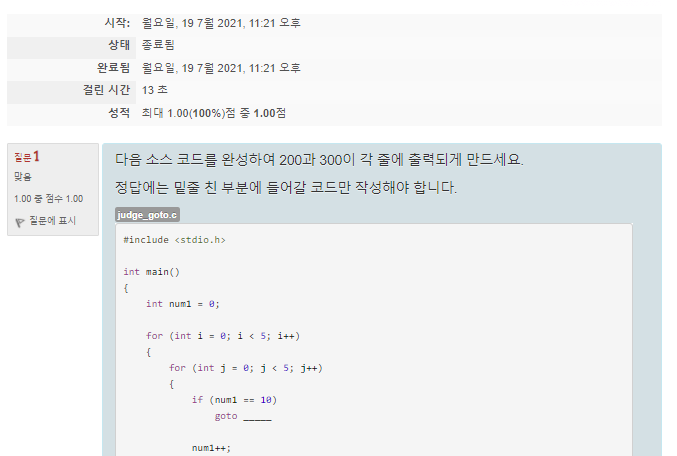 시작: 월요일, 19 7월 2021, 11:21 오후
상태 종료됨
완료됨 월요일, 19 7월 2021, 11:21 오후
걸린 시간 13 초
성적 최대 1.00(100%)점 중 1.00점
질문 1
맞음
1.00 중 점수 1.00
질문에 표시
다음 소스 코드를 완성하여 200과 300이 각 줄에 출력되게 만드세요.
정답에는 밑줄 친 부분에 들어갈 코드만 작성해야 합니다.
judge_goto.c
#include <stdio.h>
int main()
{
    int num1 = 0;
    for (int i = 0; i < 5; i++)
    {
        for (int j = 0; j < 5; j++)
        {
            if (num1 == 10)
                goto _____
            num1++;